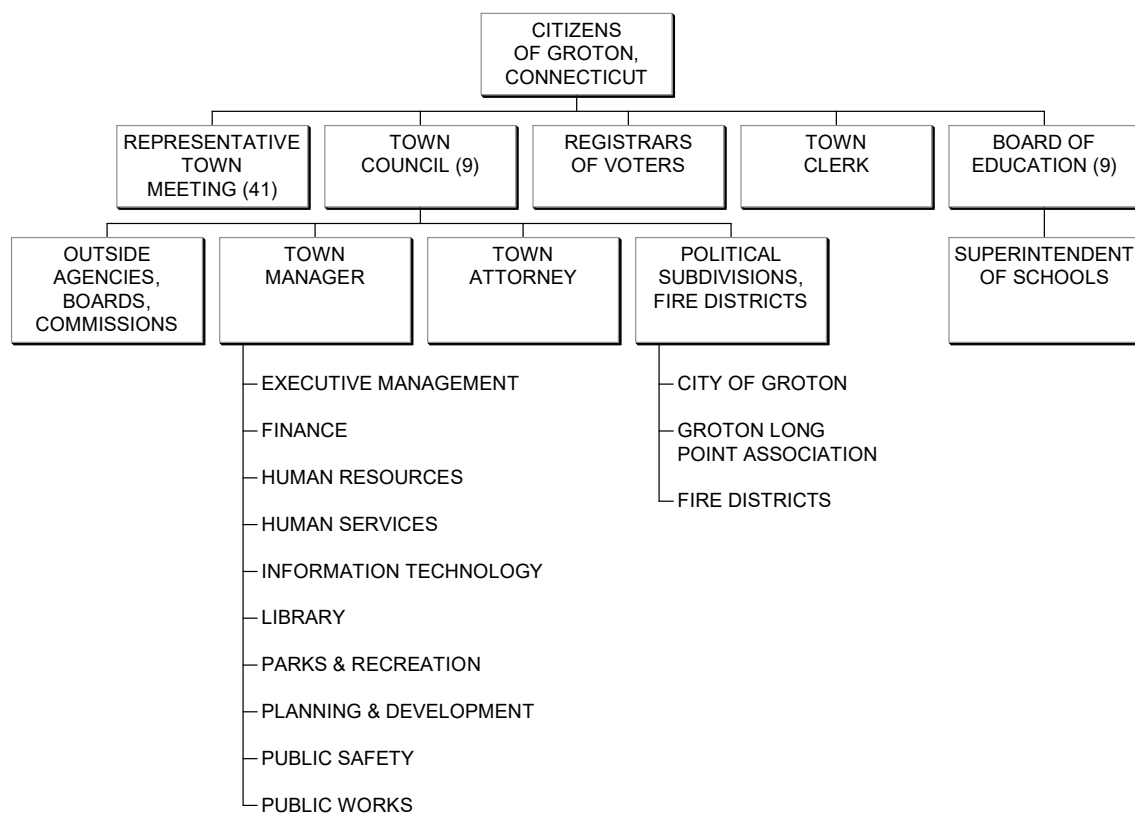 CITIZENS
OF GROTON,
CONNECTICUT
REPRESENTATIVE
TOWN
MEETING (41)
TOWN
COUNCIL (9)
REGISTRARS
OF VOTERS
TOWN
CLERK
BOARD OF
EDUCATION (9)
OUTSIDE
AGENCIES,
BOARDS,
COMMISSIONS
TOWN
MANAGER
TOWN
ATTORNEY
POLITICAL
SUBDIVISIONS,
FIRE DISTRICTS
SUPERINTENDENT
OF SCHOOLS
EXECUTIVE MANAGEMENT
FINANCE
HUMAN RESOURCES
HUMAN SERVICES
INFORMATION TECHNOLOGY
LIBRARY
PARKS & RECREATION
PLANNING & DEVELOPMENT
PUBLIC SAFETY
PUBLIC WORKS
CITY OF GROTON
GROTON LONG
POINT ASSOCIATION
FIRE DISTRICTS